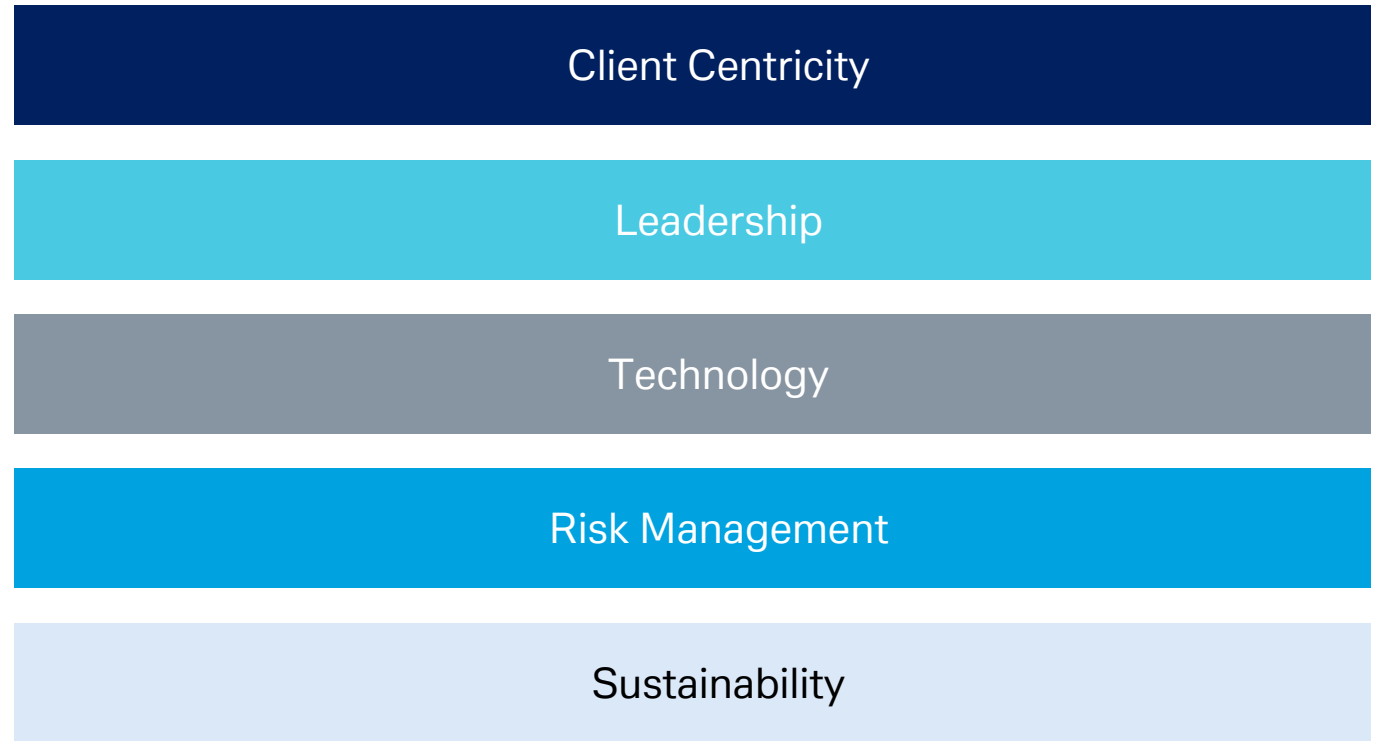 Client Centricity
Leadership
Technology
Risk Management
Sustainability